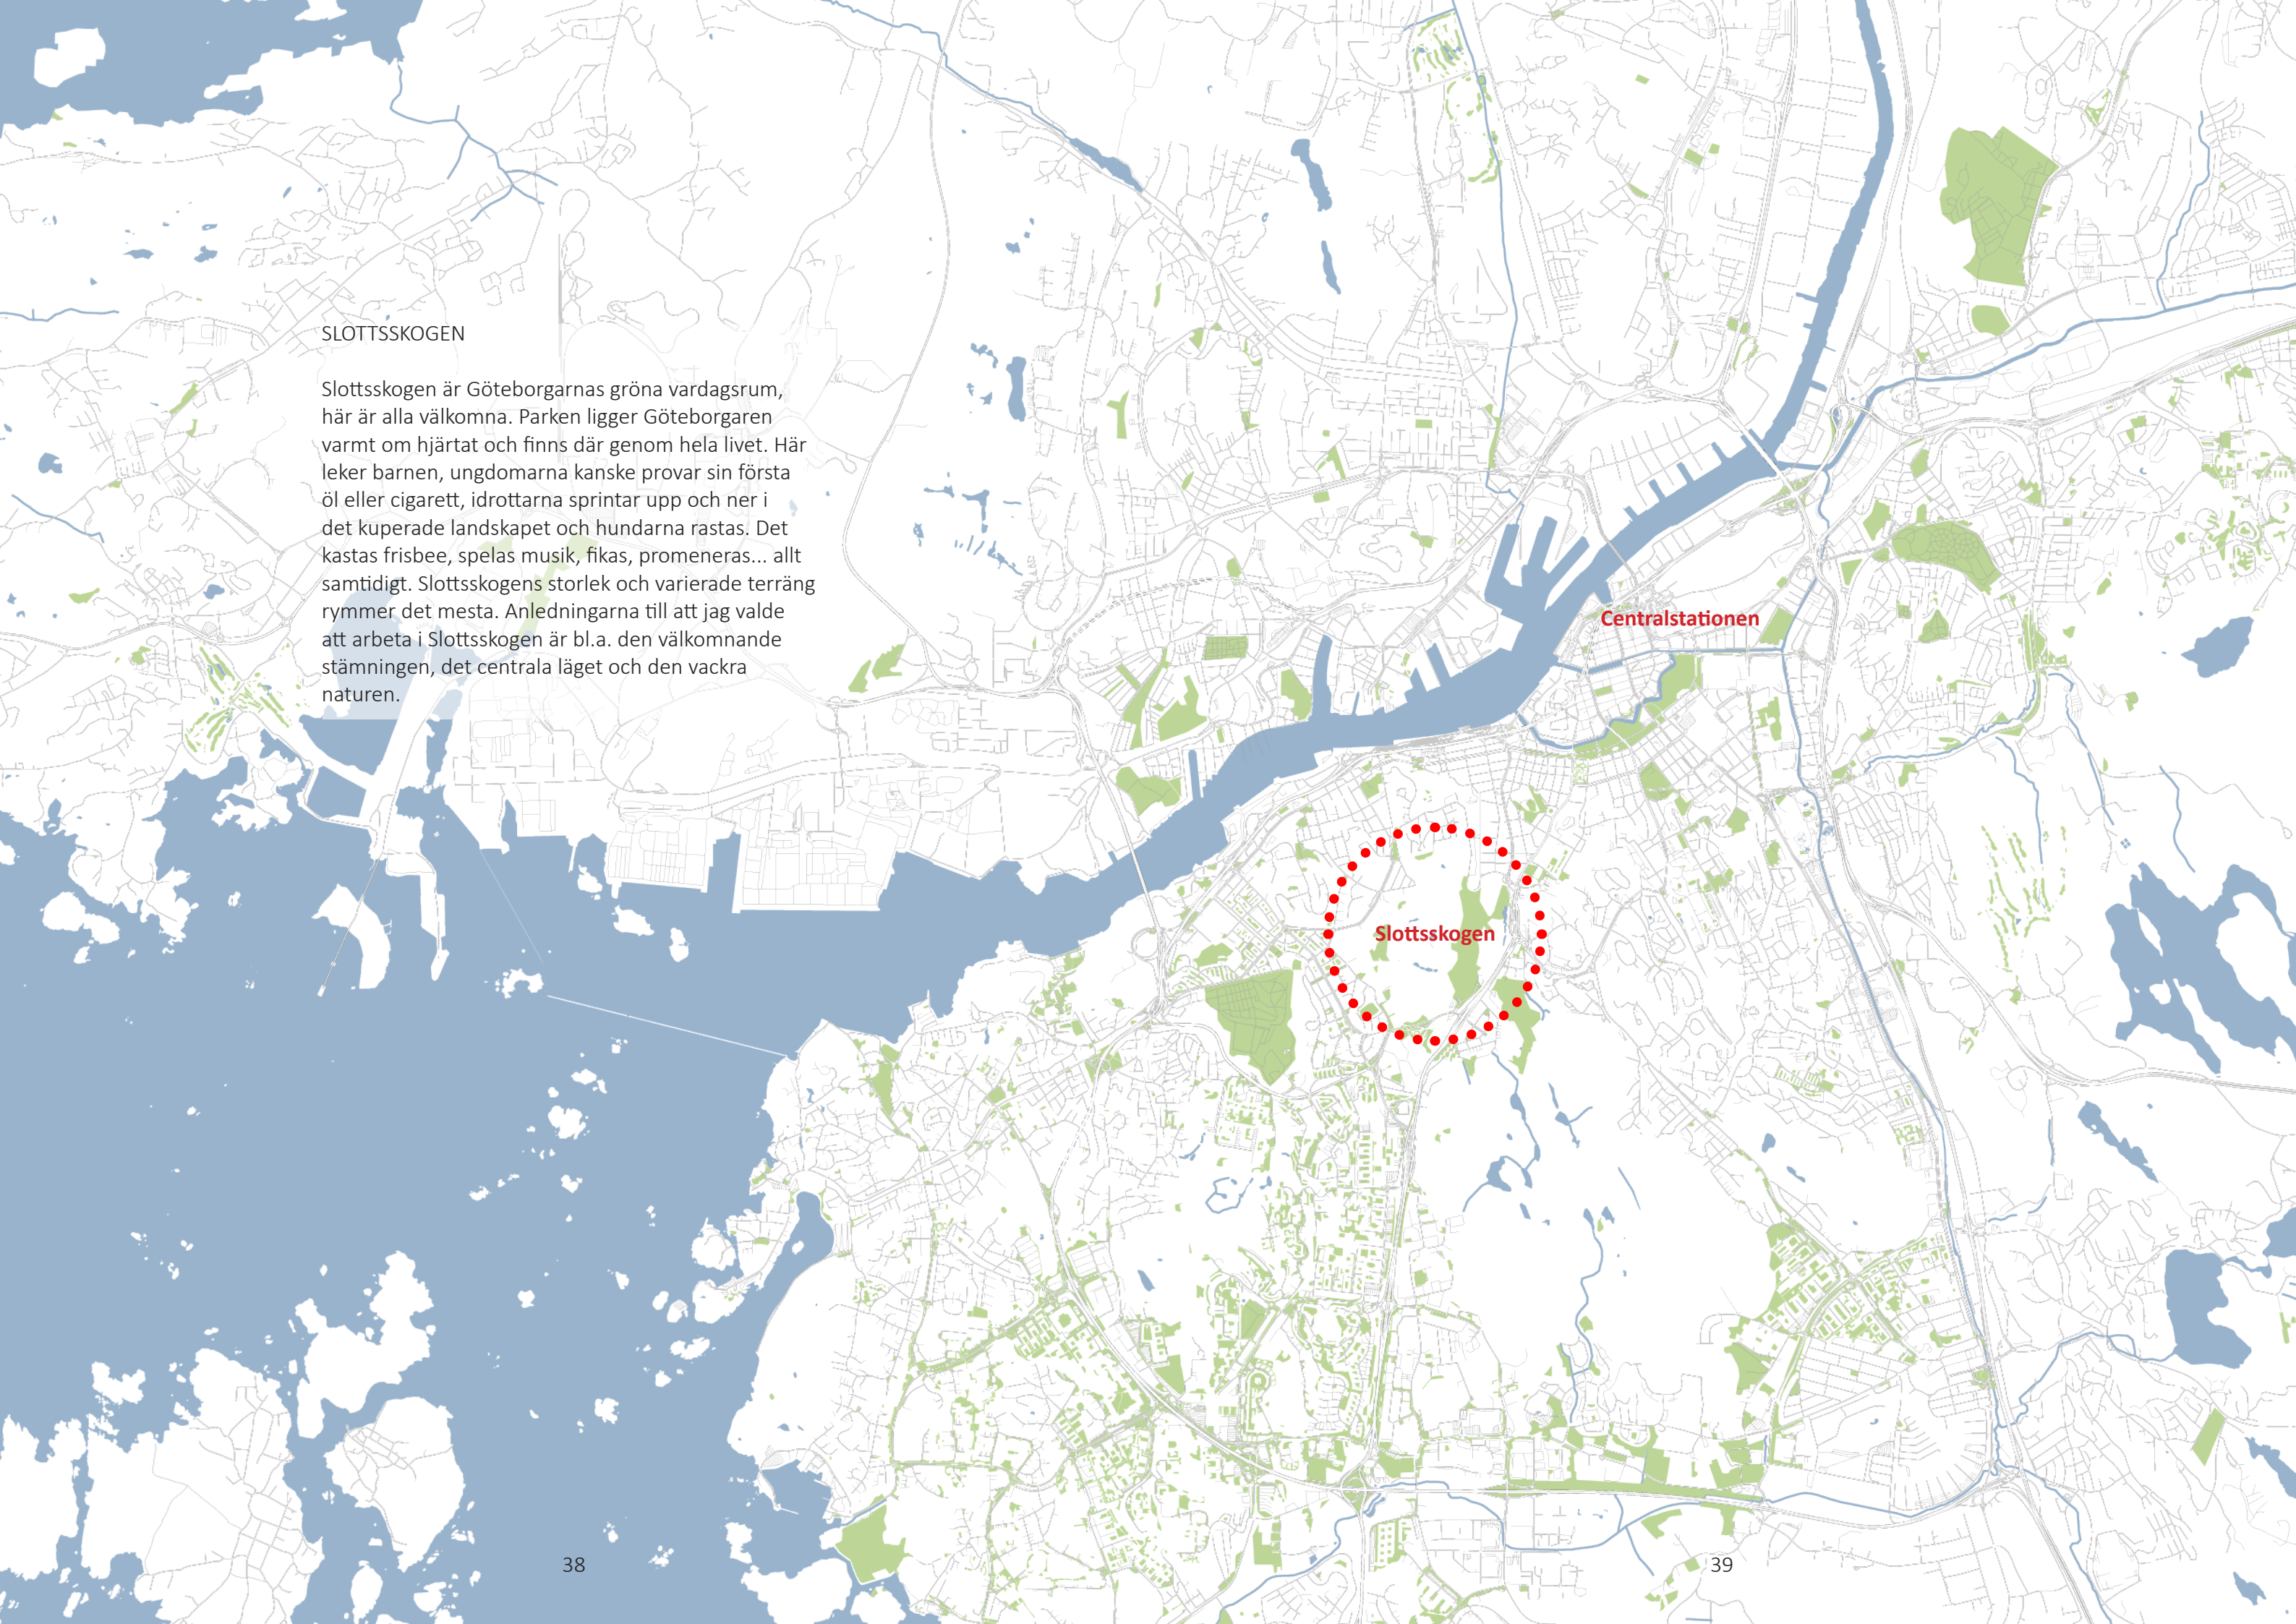 SLOTTSSKOGEN
Slottsskogen är Göteborgarnas gröna vardagsrum,
här är alla välkomna. Parken ligger Göteborgaren
varmt om hjärtat och finns där genom hela livet. Här
leker barnen, ungdomarna kanske provar sin första
öl eller cigarett, idrottarna sprintar upp och ner i
det kuperade landskapet och hundarna rastas. Det
kastas frisbee, spelas musik, fikas, promeneras... allt
samtidigt. Slottsskogens storlek och varierade terräng
rymmer det mesta. Anledningarna till att jag valde
att arbeta i Slottsskogen är bl.a. den välkomnande
stämningen, det centrala läget och den vackra
naturen.
Centralstationen
Slottsskogen
38
39